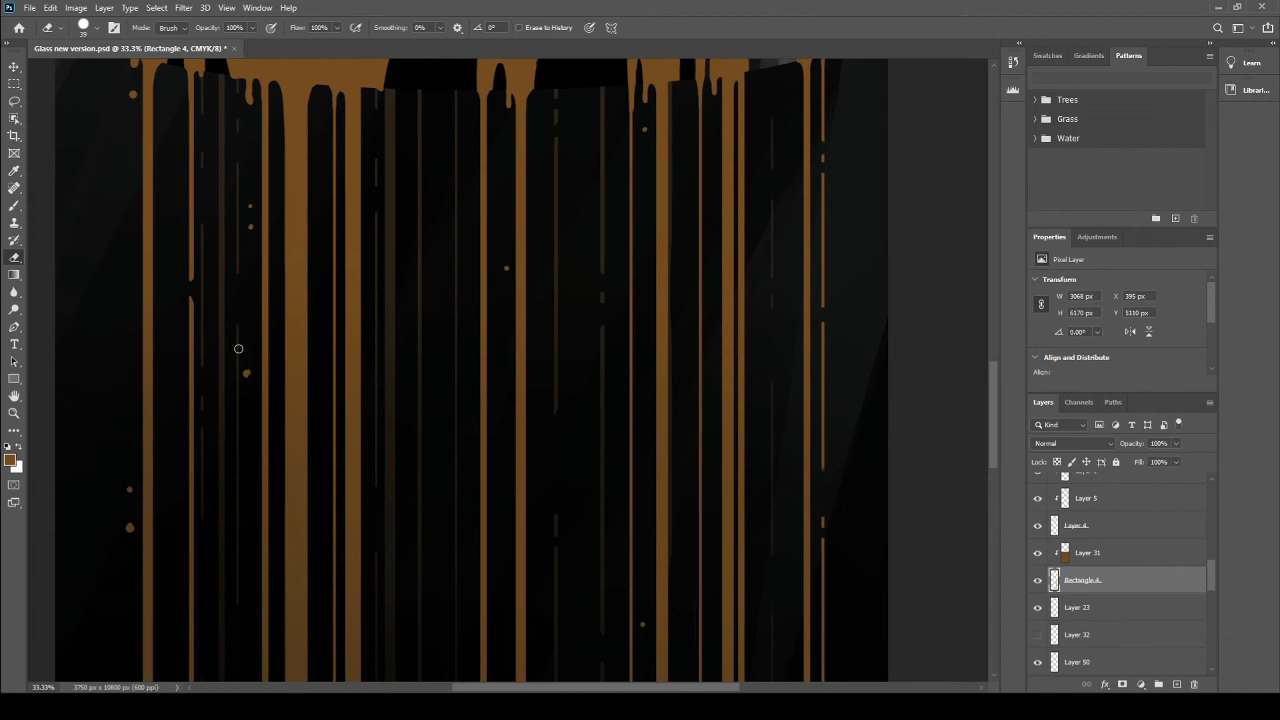 File Edit Image Layer Type Select Filter 3D View Window Help
39 Mode: Brush Opacity: 100% Flow: 100% Smoothing: 0% 0° Erase to History
Glass new version.psd @ 33.3% (Rectangle 4, CMYK/8) *
Swatches Gradients Patterns
Learn
Librari...
Trees
Grass
Water
Properties Adjustments
Pixel Layer
Transform
W 3068 px X 395 px
H 6170 px Y 5110 px
0.00°
Align and Distribute
Align:
Layers Channels Paths
Kind
Normal Opacity: 100%
Lock: Fill: 100%
Layer 5
Layer 4
Layer 31
Rectangle 4
Layer 23
Layer 32
Layer 50
33.33% 3750 px x 10800 px (600 ppi)